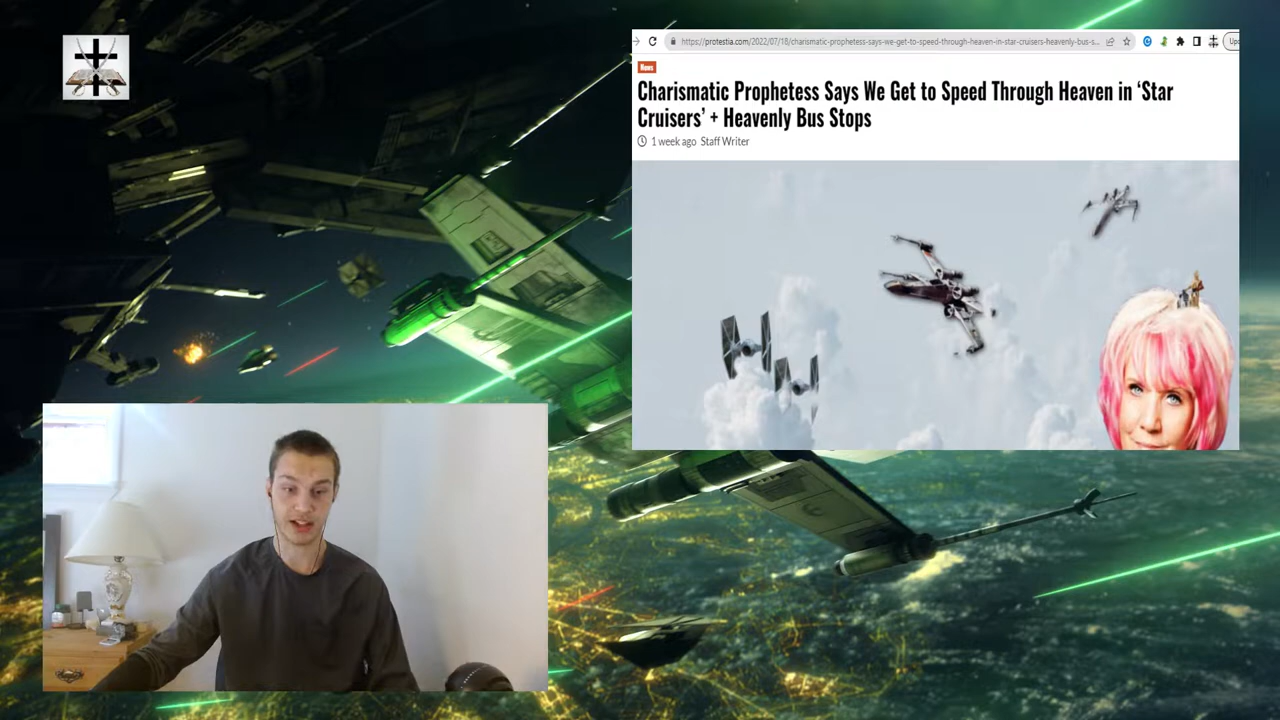 https://protestia.com/2022/07/18/charismatic-prophetess-says-we-get-to-speed-through-heaven-in-star-cruisers-heavenly-bus-s...
Upc
News
Charismatic Prophetess Says We Get to Speed Through Heaven in ‘Star
Cruisers’ + Heavenly Bus Stops
1 week ago Staff Writer